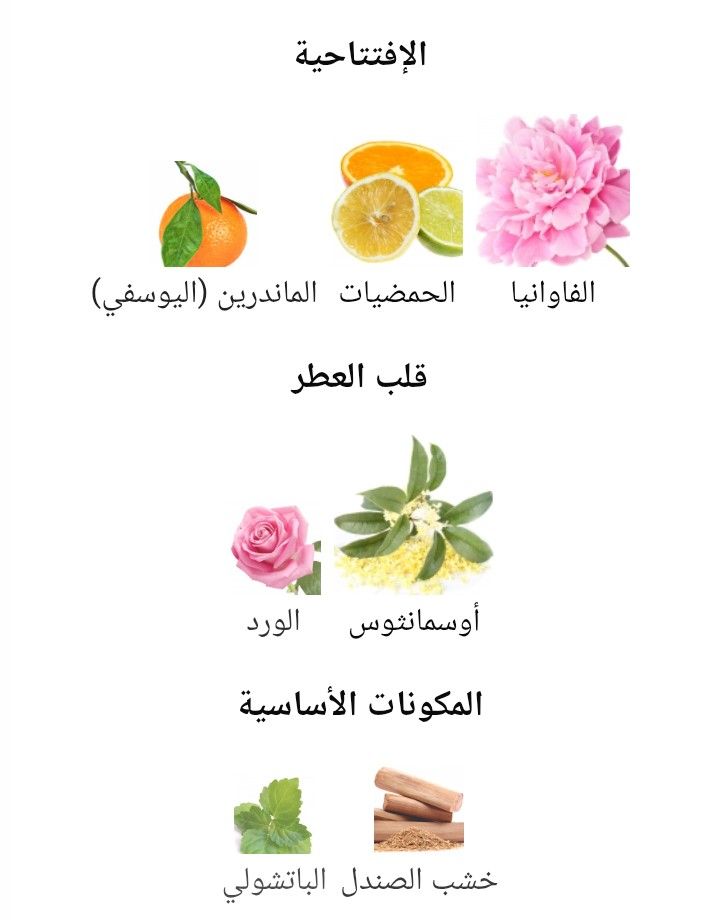 الإفتتاحية
الفاوانيا الحمضيات الماندرين (اليوسفي)
قلب العطر
أوسمانثوس الورد
المكونات الأساسية
خشب الصندل الباتشولي